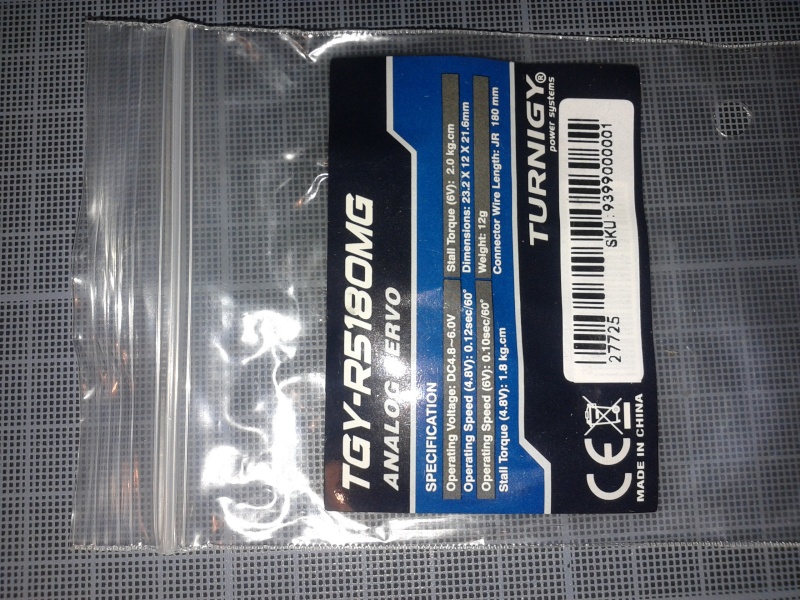 TGY-R5180MG
ANALOG SERVO
SPECIFICATION
Operating Voltage: DC4.8~6.0V
Operating Speed (4.8V): 0.12sec/60°
Operating Speed (6V): 0.10sec/60°
Stall Torque (4.8V): 1.8 kg.cm
Stall Torque (6V): 2.0 kg.cm
Dimensions: 23.2 X 12 X 21.6mm
Weight: 12g
Connector Wire Length: JR 180 mm
TURNIGY®
power systems
SKU: 9399000001
27725
CE
MADE IN CHINA